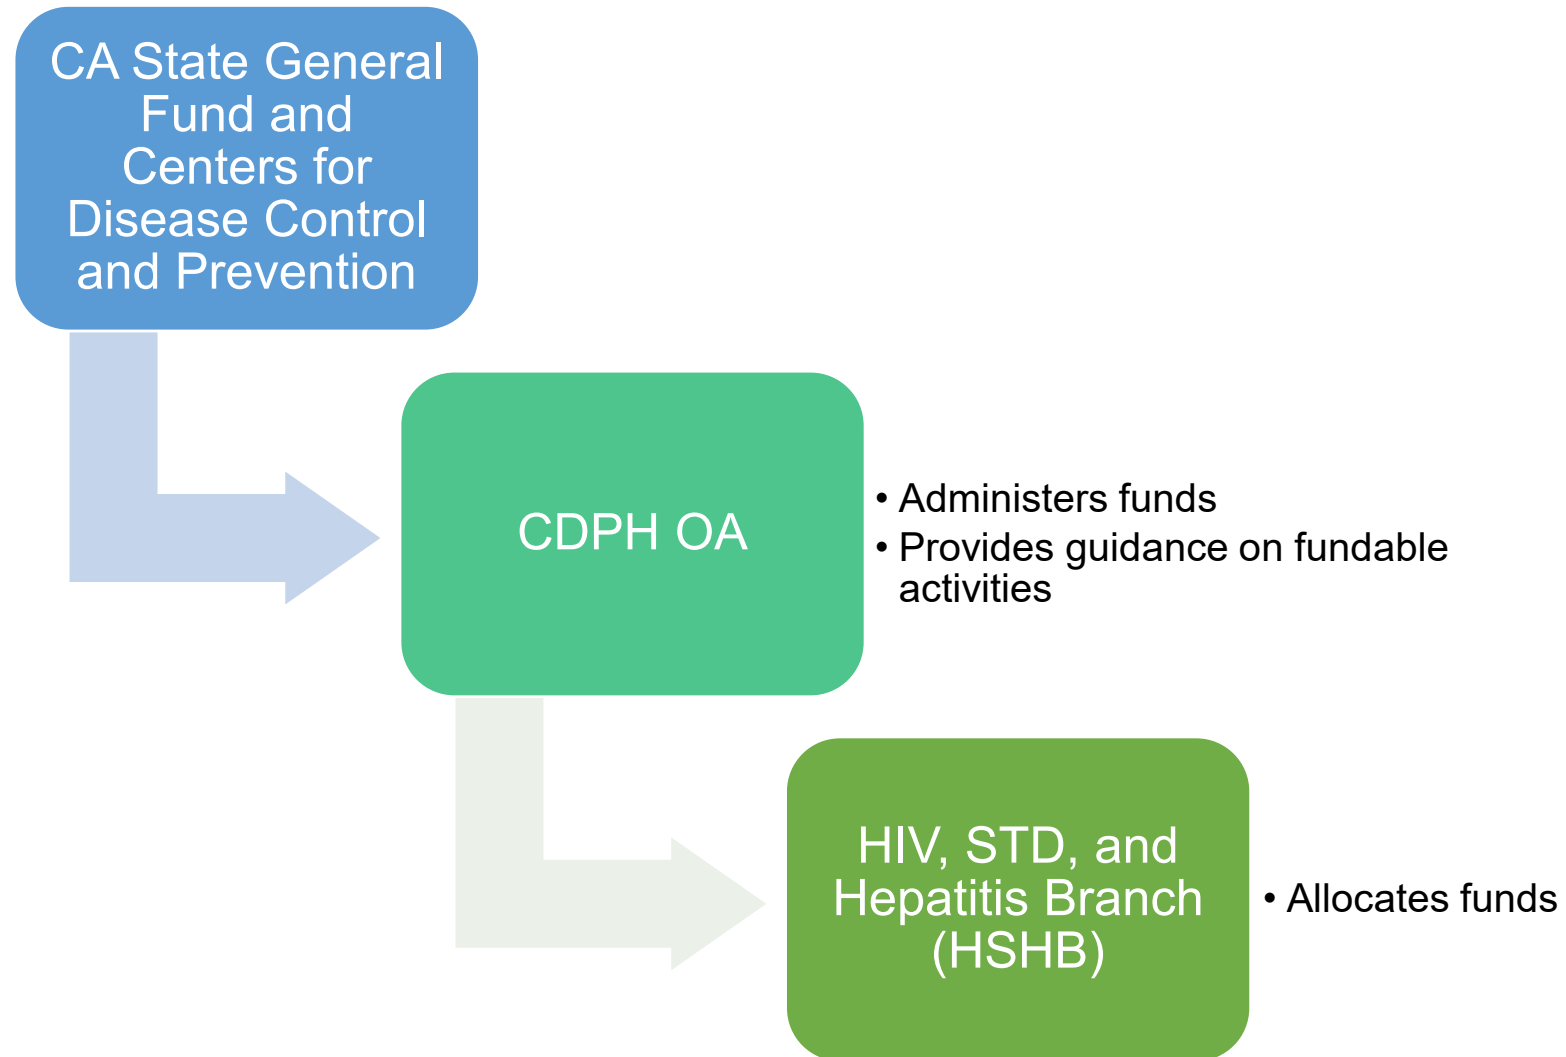 CA State General
Fund and
Centers for
Disease Control
and Prevention
CDPH OA
• Administers funds
• Provides guidance on fundable
activities
HIV, STD, and
Hepatitis Branch
(HSHB)
• Allocates funds